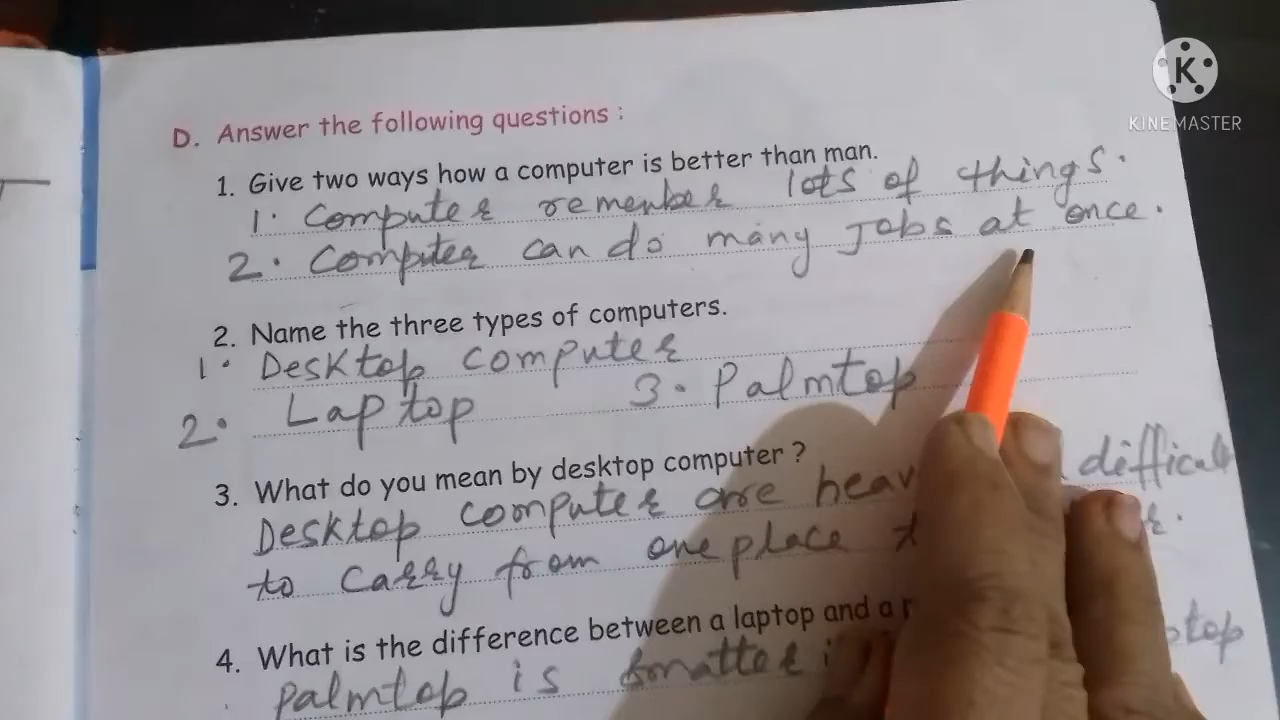 KINEMASTER
D. Answer the following questions :
1. Give two ways how a computer is better than man.
1. Computer remember lots of things.
2. Computer can do many Jobs at once.
2. Name the three types of computers.
1. Desktop computer
2. Laptop 3. Palmtop
3. What do you mean by desktop computer ?
Desktop computer are
to carry from one place
4. What is the difference between a laptop and a
palmtop is